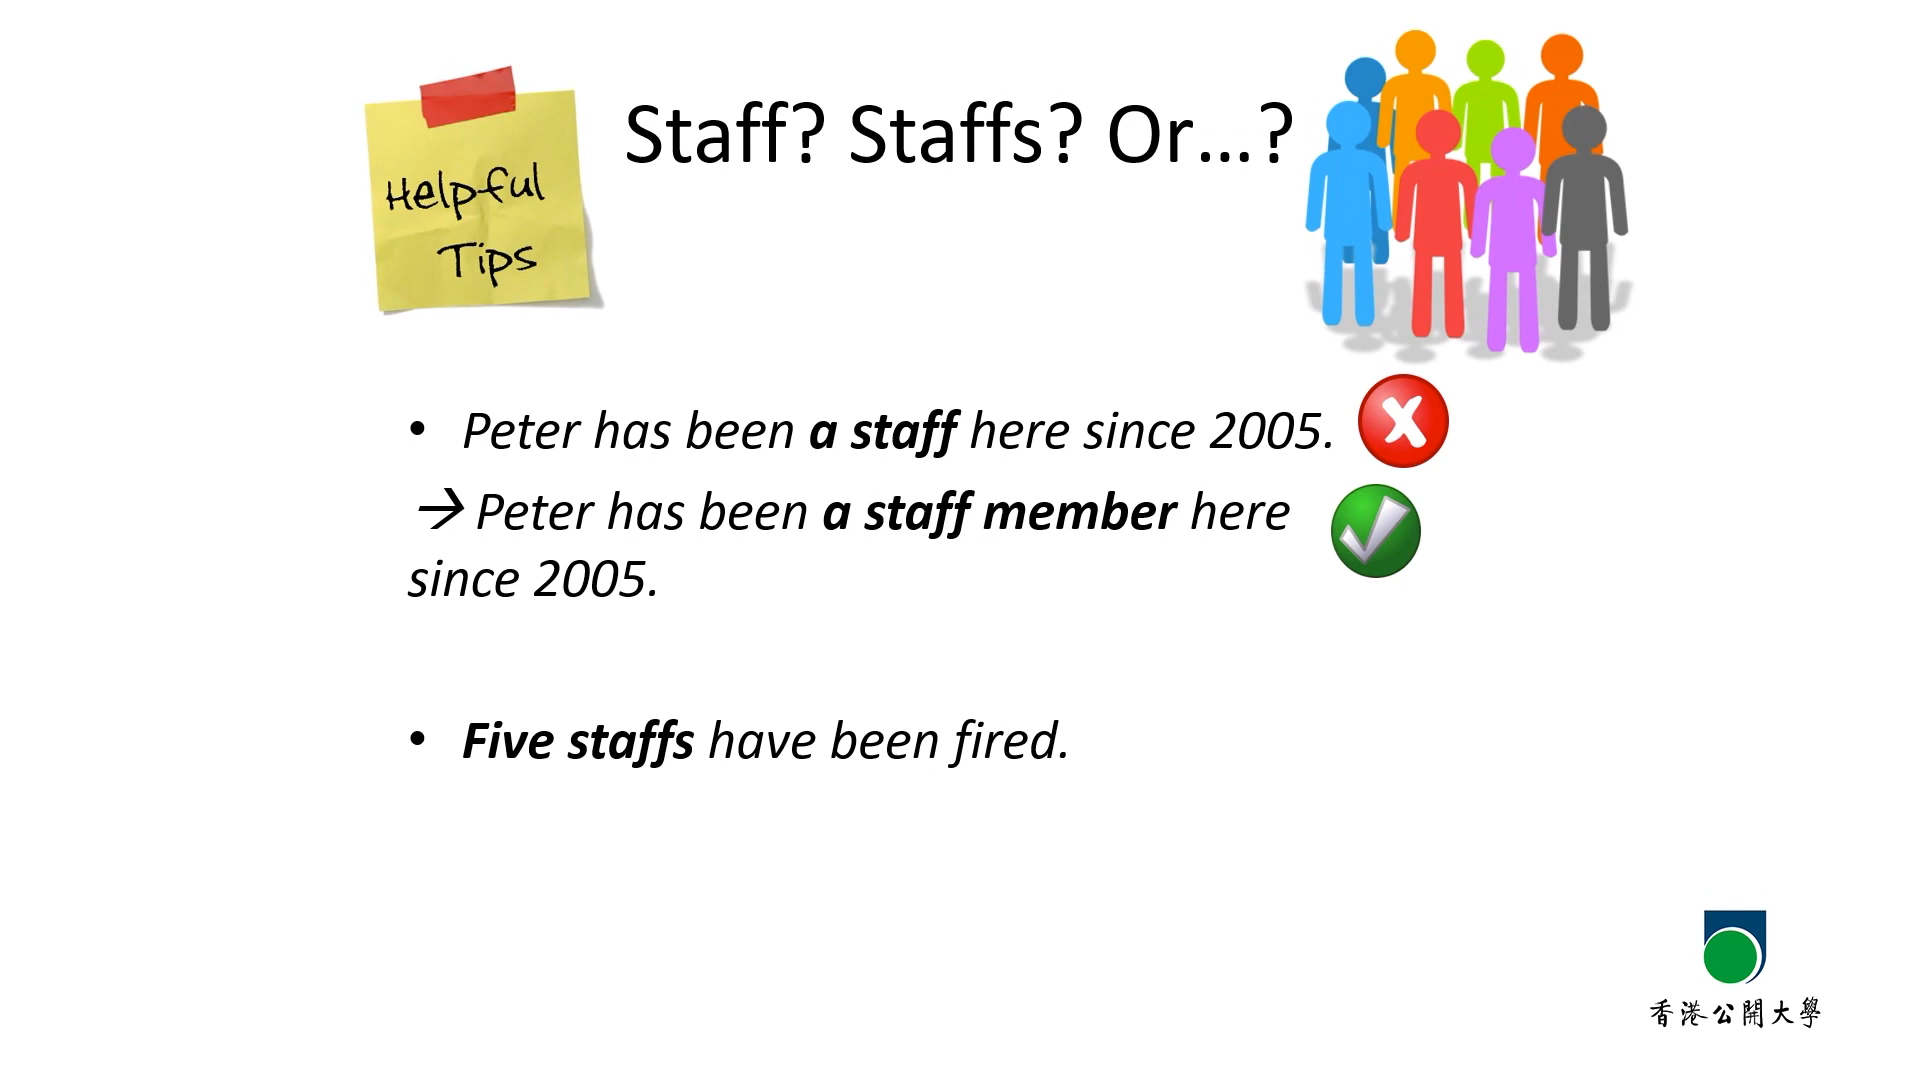 Helpful
Tips
Staff? Staffs? Or…?
• Peter has been a staff here since 2005.
→ Peter has been a staff member here
since 2005.
• Five staffs have been fired.
香港公開大學